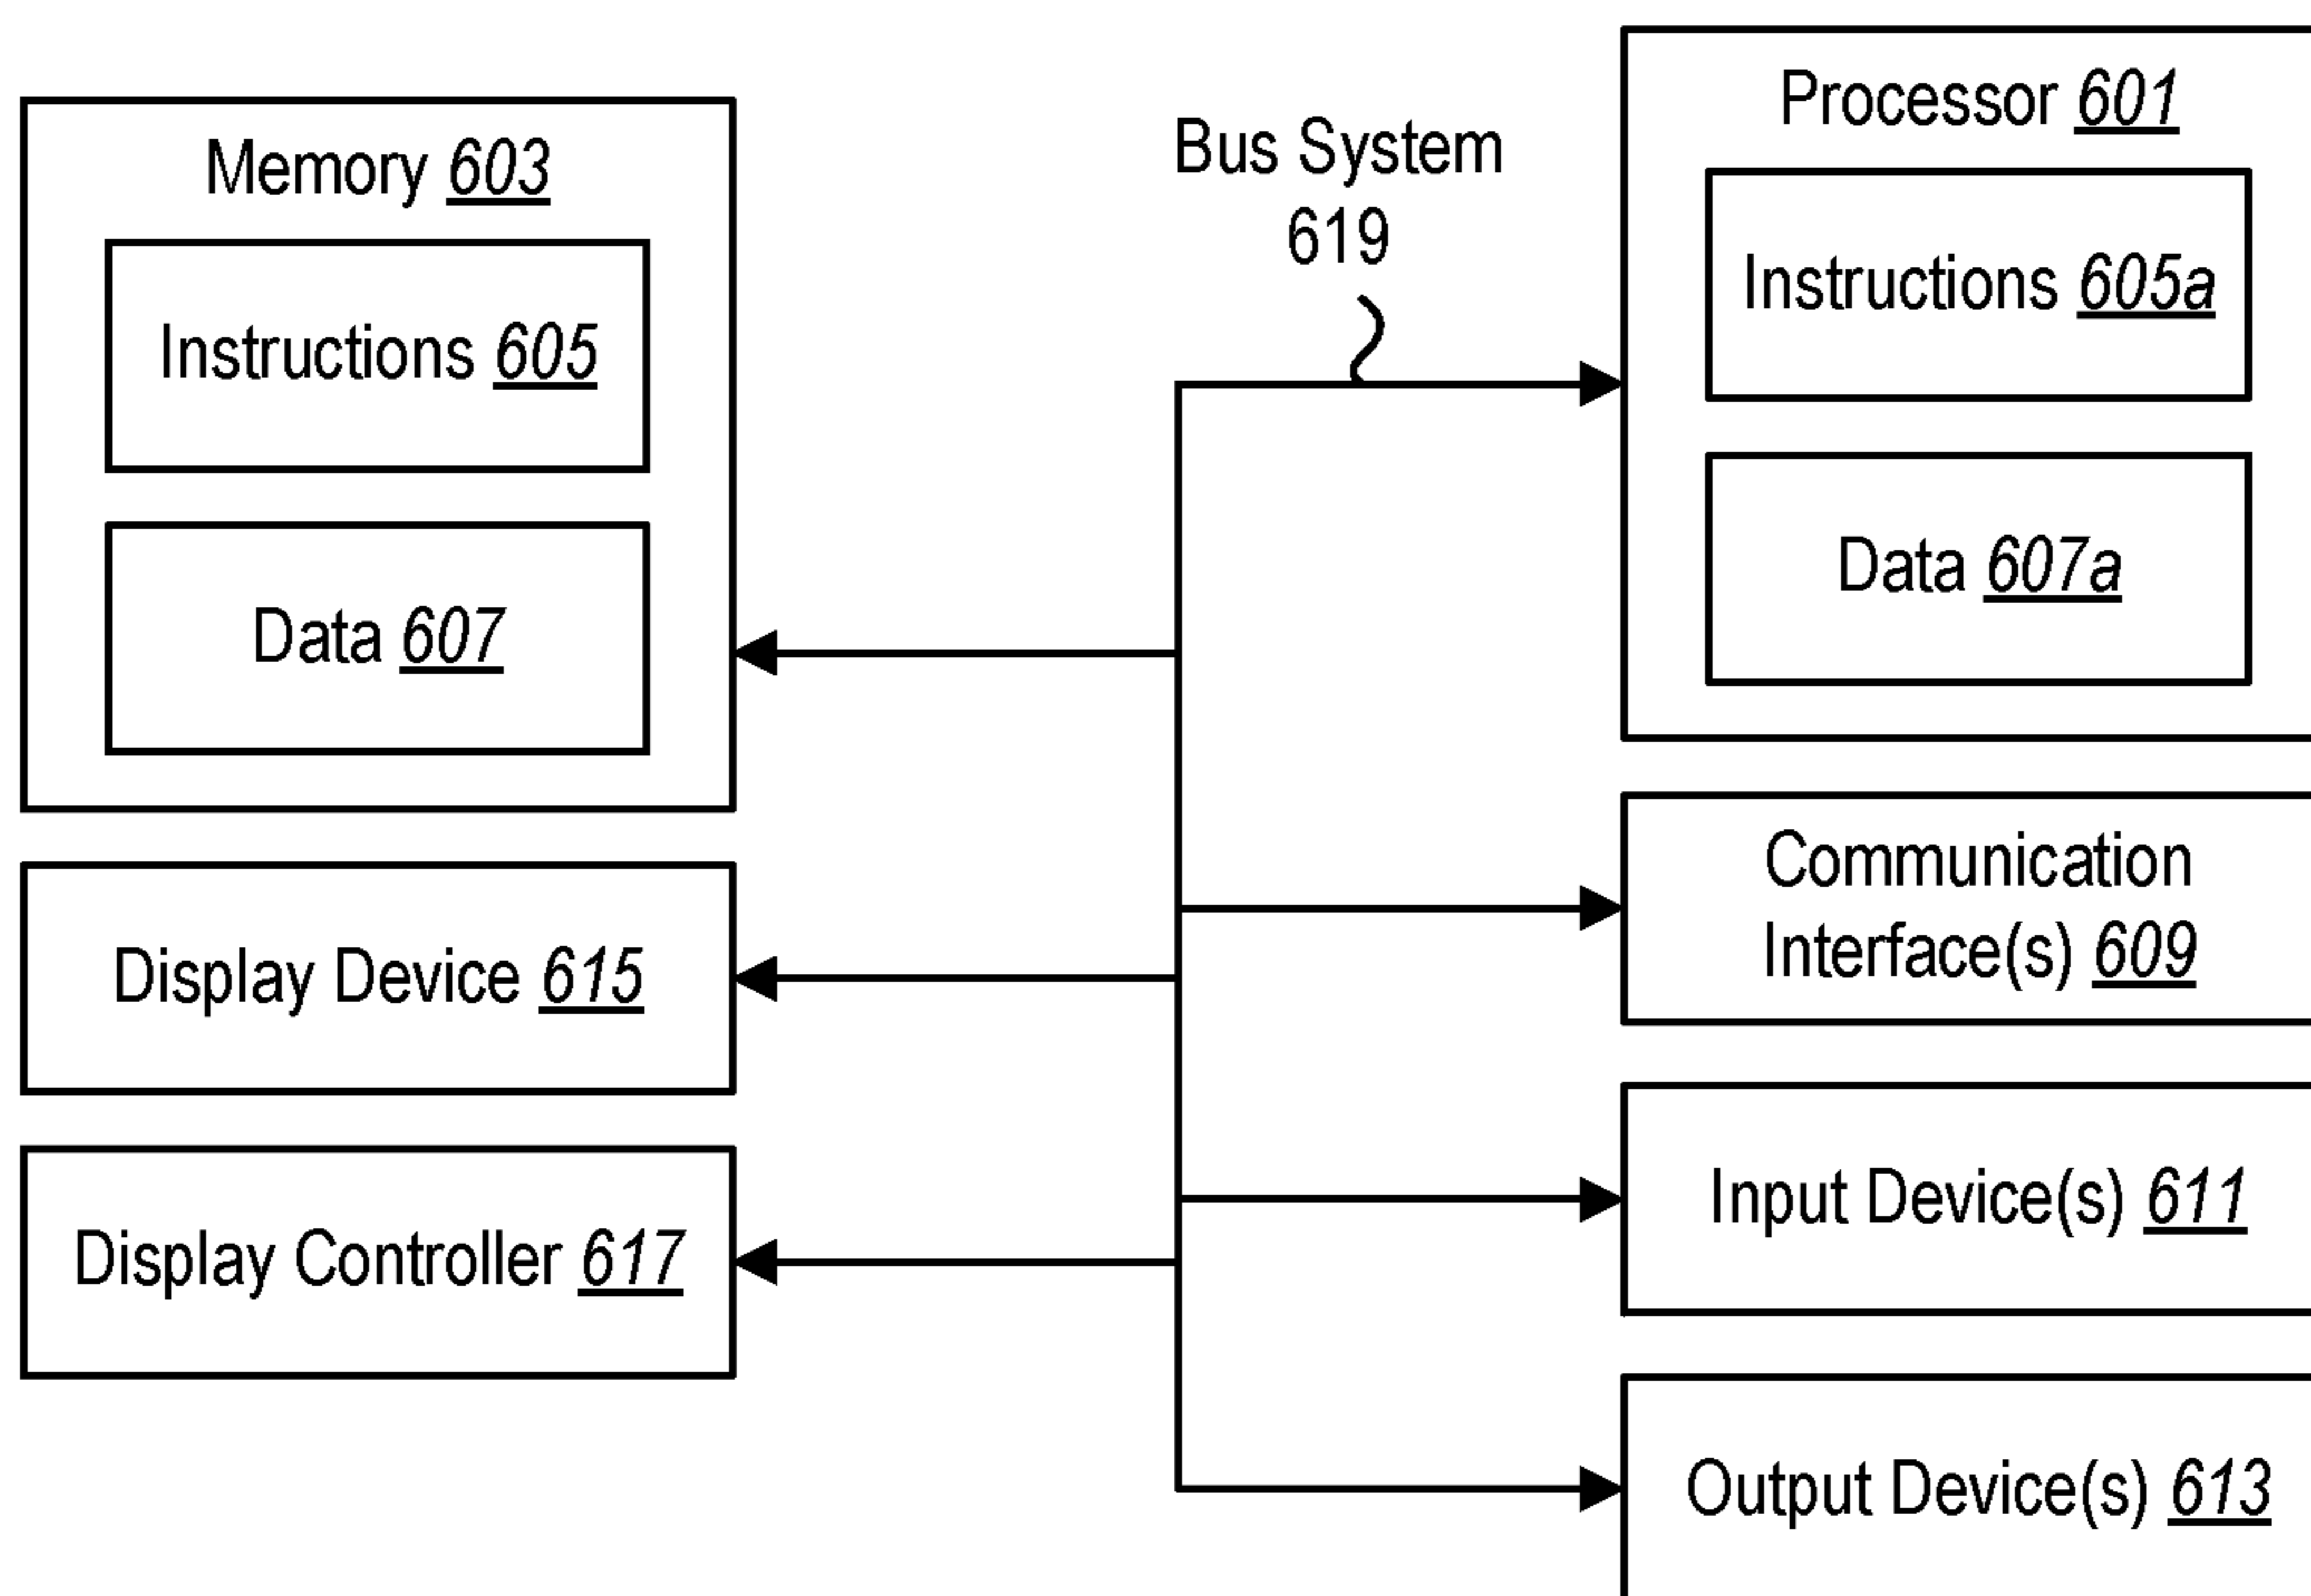 Memory 603
Instructions 605
Data 607
Display Device 615
Display Controller 617
Bus System
619
Processor 601
Instructions 605a
Data 607a
Communication
Interface(s) 609
Input Device(s) 611
Output Device(s) 613